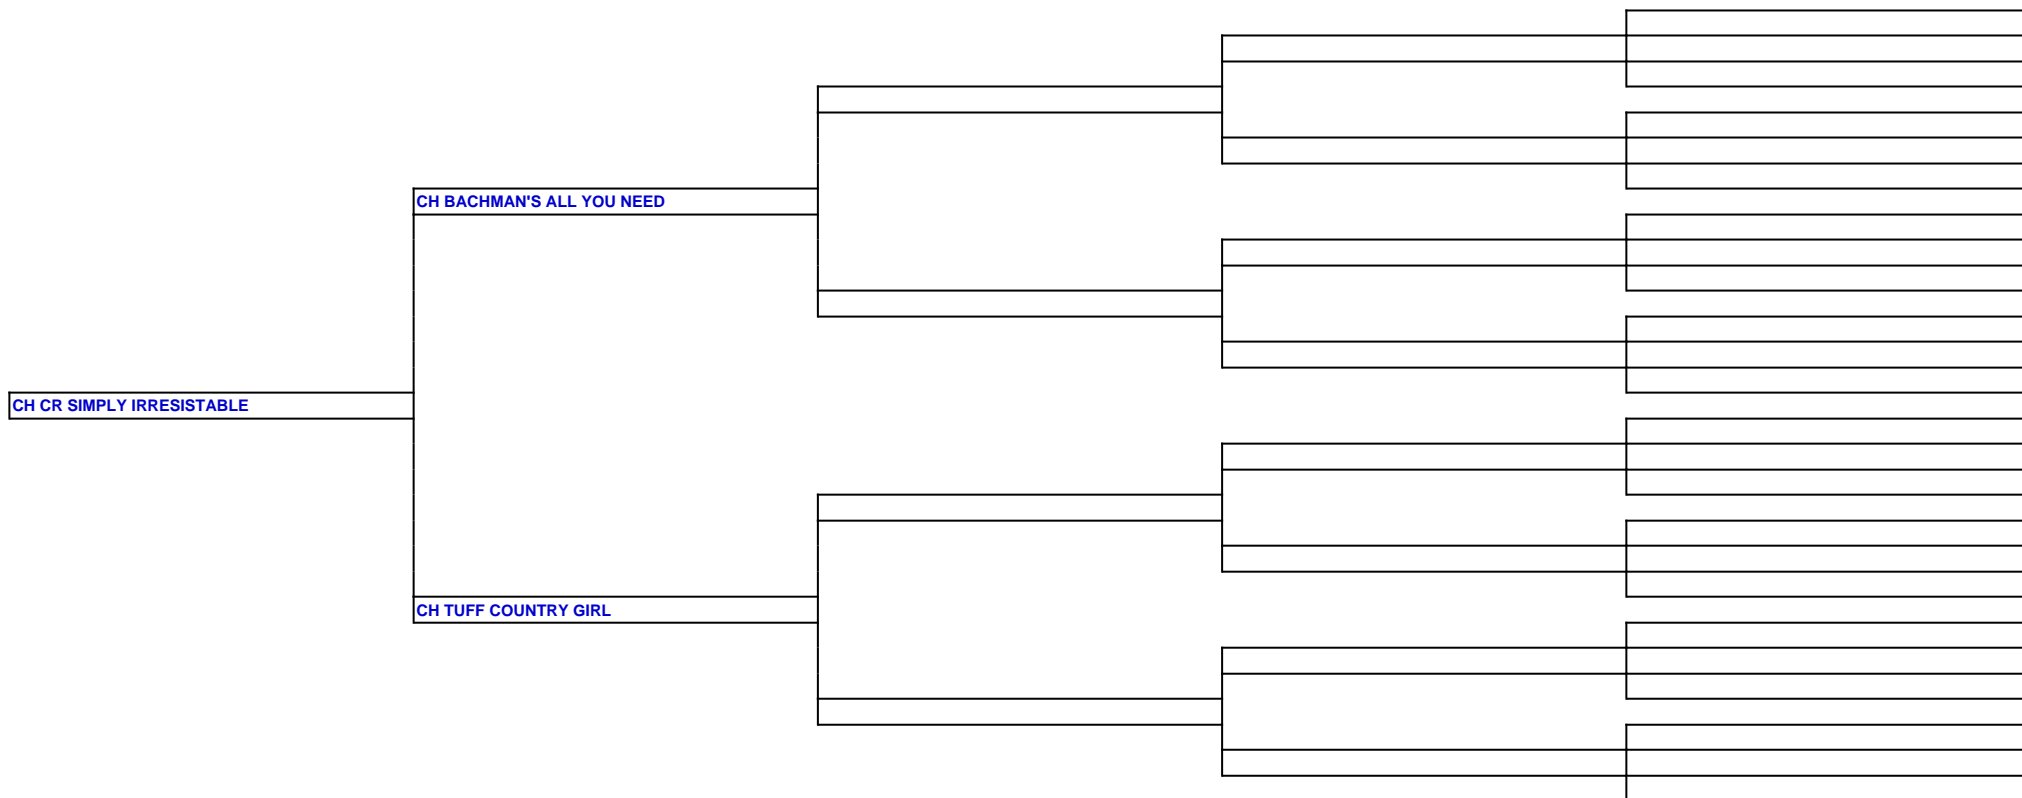 CH BACHMAN'S ALL YOU NEED
CH CR SIMPLY IRRESISTABLE
CH TUFF COUNTRY GIRL